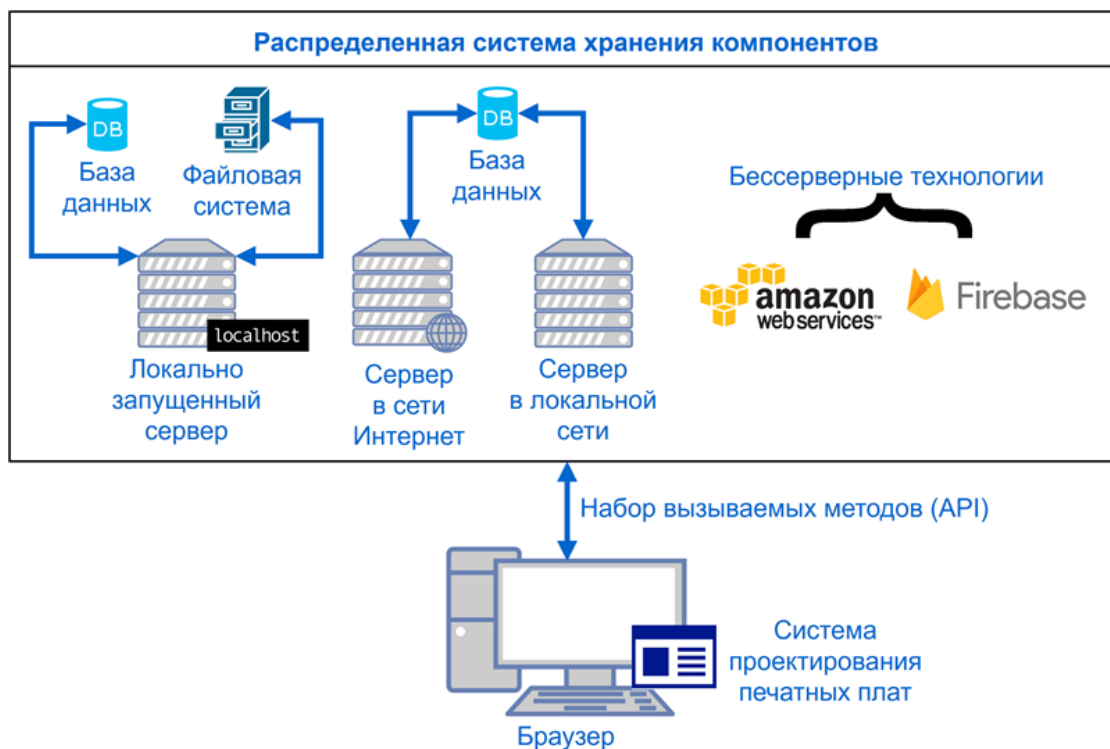 Распределенная система хранения компонентов
DB
База
данных
Файловая
система
DB
База
данных
Бессерверные технологии
localhost
Локально
запущенный
сервер
Сервер
в сети
Интернет
Сервер
в локальной
сети
amazon
webservices™
Firebase
Набор вызываемых методов (API)
Система
проектирования
печатных плат
Браузер